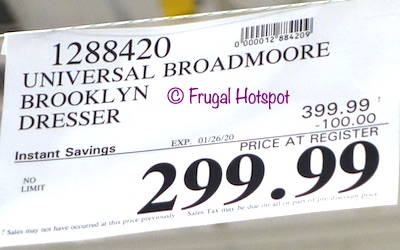 1288420
0000012884209
UNIVERSAL BROADMOORE
BROOKLYN
© Frugal Hotspot
DRESSER
399.99 †
-100.00
Instant Savings
EXP. 01/26/20
PRICE AT REGISTER
NO
LIMIT
299.99
† Sales may not have occurred at this price previously
Sales Tax may be due on all or part of pre-discount price.